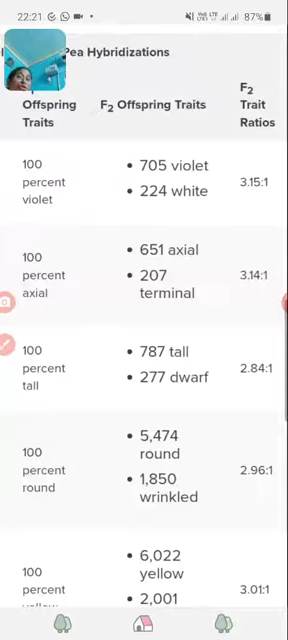 22:21
Vo) LTE
87%
Pea Hybridizations
Offspring
Traits
F2 Offspring Traits
F2
Trait
Ratios
100
percent
violet
• 705 violet
• 224 white
3.15:1
100
percent
axial
• 651 axial
• 207
terminal
3.14:1
100
percent
tall
• 787 tall
• 277 dwarf
2.84:1
100
percent
round
• 5,474
round
• 1,850
wrinkled
2.96:1
100
percent
yellow
• 6,022
yellow
• 2,001
3.01:1